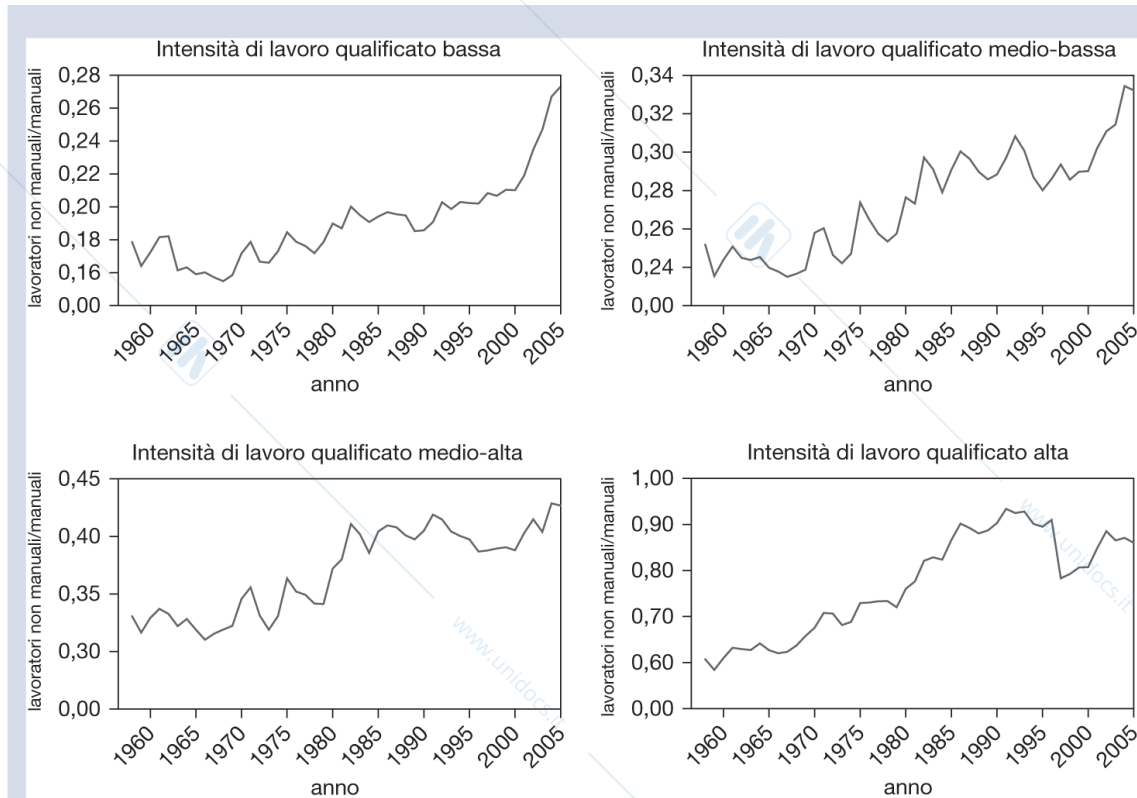 Intensità di lavoro qualificato bassa
lavoratori non manuali/manuali
0,28
0,26
0,24
0,22
0,20
0,18
0,16
0,00
1960 1965 1970 1975 1980 1985 1990 1995 2000 2005
anno
Intensità di lavoro qualificato medio-bassa
lavoratori non manuali/manuali
0,34
0,32
0,30
0,28
0,26
0,24
0,00
1960 1965 1970 1975 1980 1985 1990 1995 2000 2005
anno
Intensità di lavoro qualificato medio-alta
lavoratori non manuali/manuali
0,45
0,40
0,35
0,30
0,00
1960 1965 1970 1975 1980 1985 1990 1995 2000 2005
anno
Intensità di lavoro qualificato alta
lavoratori non manuali/manuali
1,00
0,90
0,80
0,70
0,60
0,00
1960 1965 1970 1975 1980 1985 1990 1995 2000 2005
anno
www.unidocs.it
www.unidocs.it